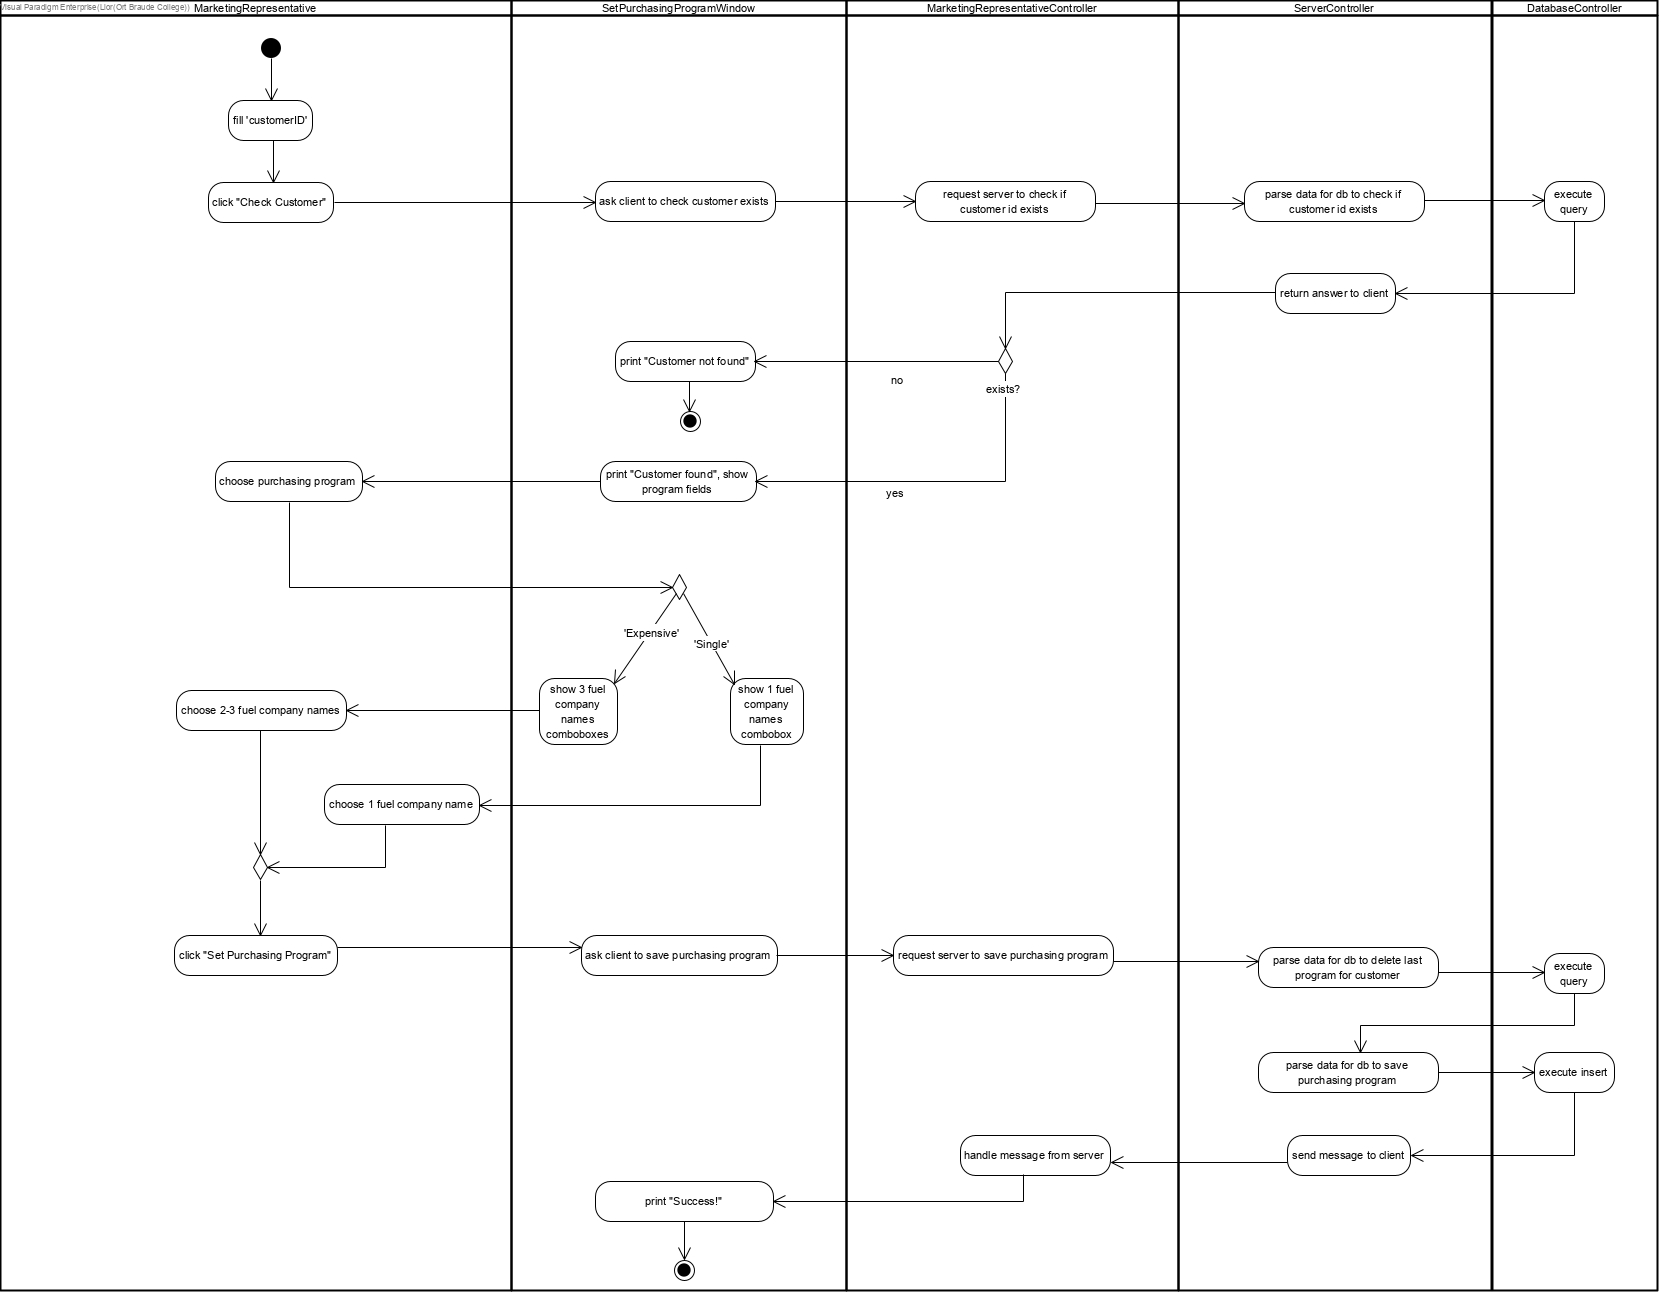 Visual Paradigm Enterprise(Lior(Ort Braude College))
MarketingRepresentative
SetPurchasingProgramWindow
MarketingRepresentativeController
ServerController
DatabaseController
fill 'customerID'
click "Check Customer"
ask client to check customer exists
request server to check if
customer id exists
parse data for db to check if
customer id exists
execute
query
return answer to client
print "Customer not found"
no
exists?
choose purchasing program
print "Customer found", show
program fields
yes
'Expensive'
'Single'
choose 2-3 fuel company names
show 3 fuel
company
names
comboboxes
show 1 fuel
company
names
combobox
choose 1 fuel company name
click "Set Purchasing Program"
ask client to save purchasing program
request server to save purchasing program
parse data for db to delete last
program for customer
execute
query
parse data for db to save
purchasing program
execute insert
handle message from server
send message to client
print "Success!"